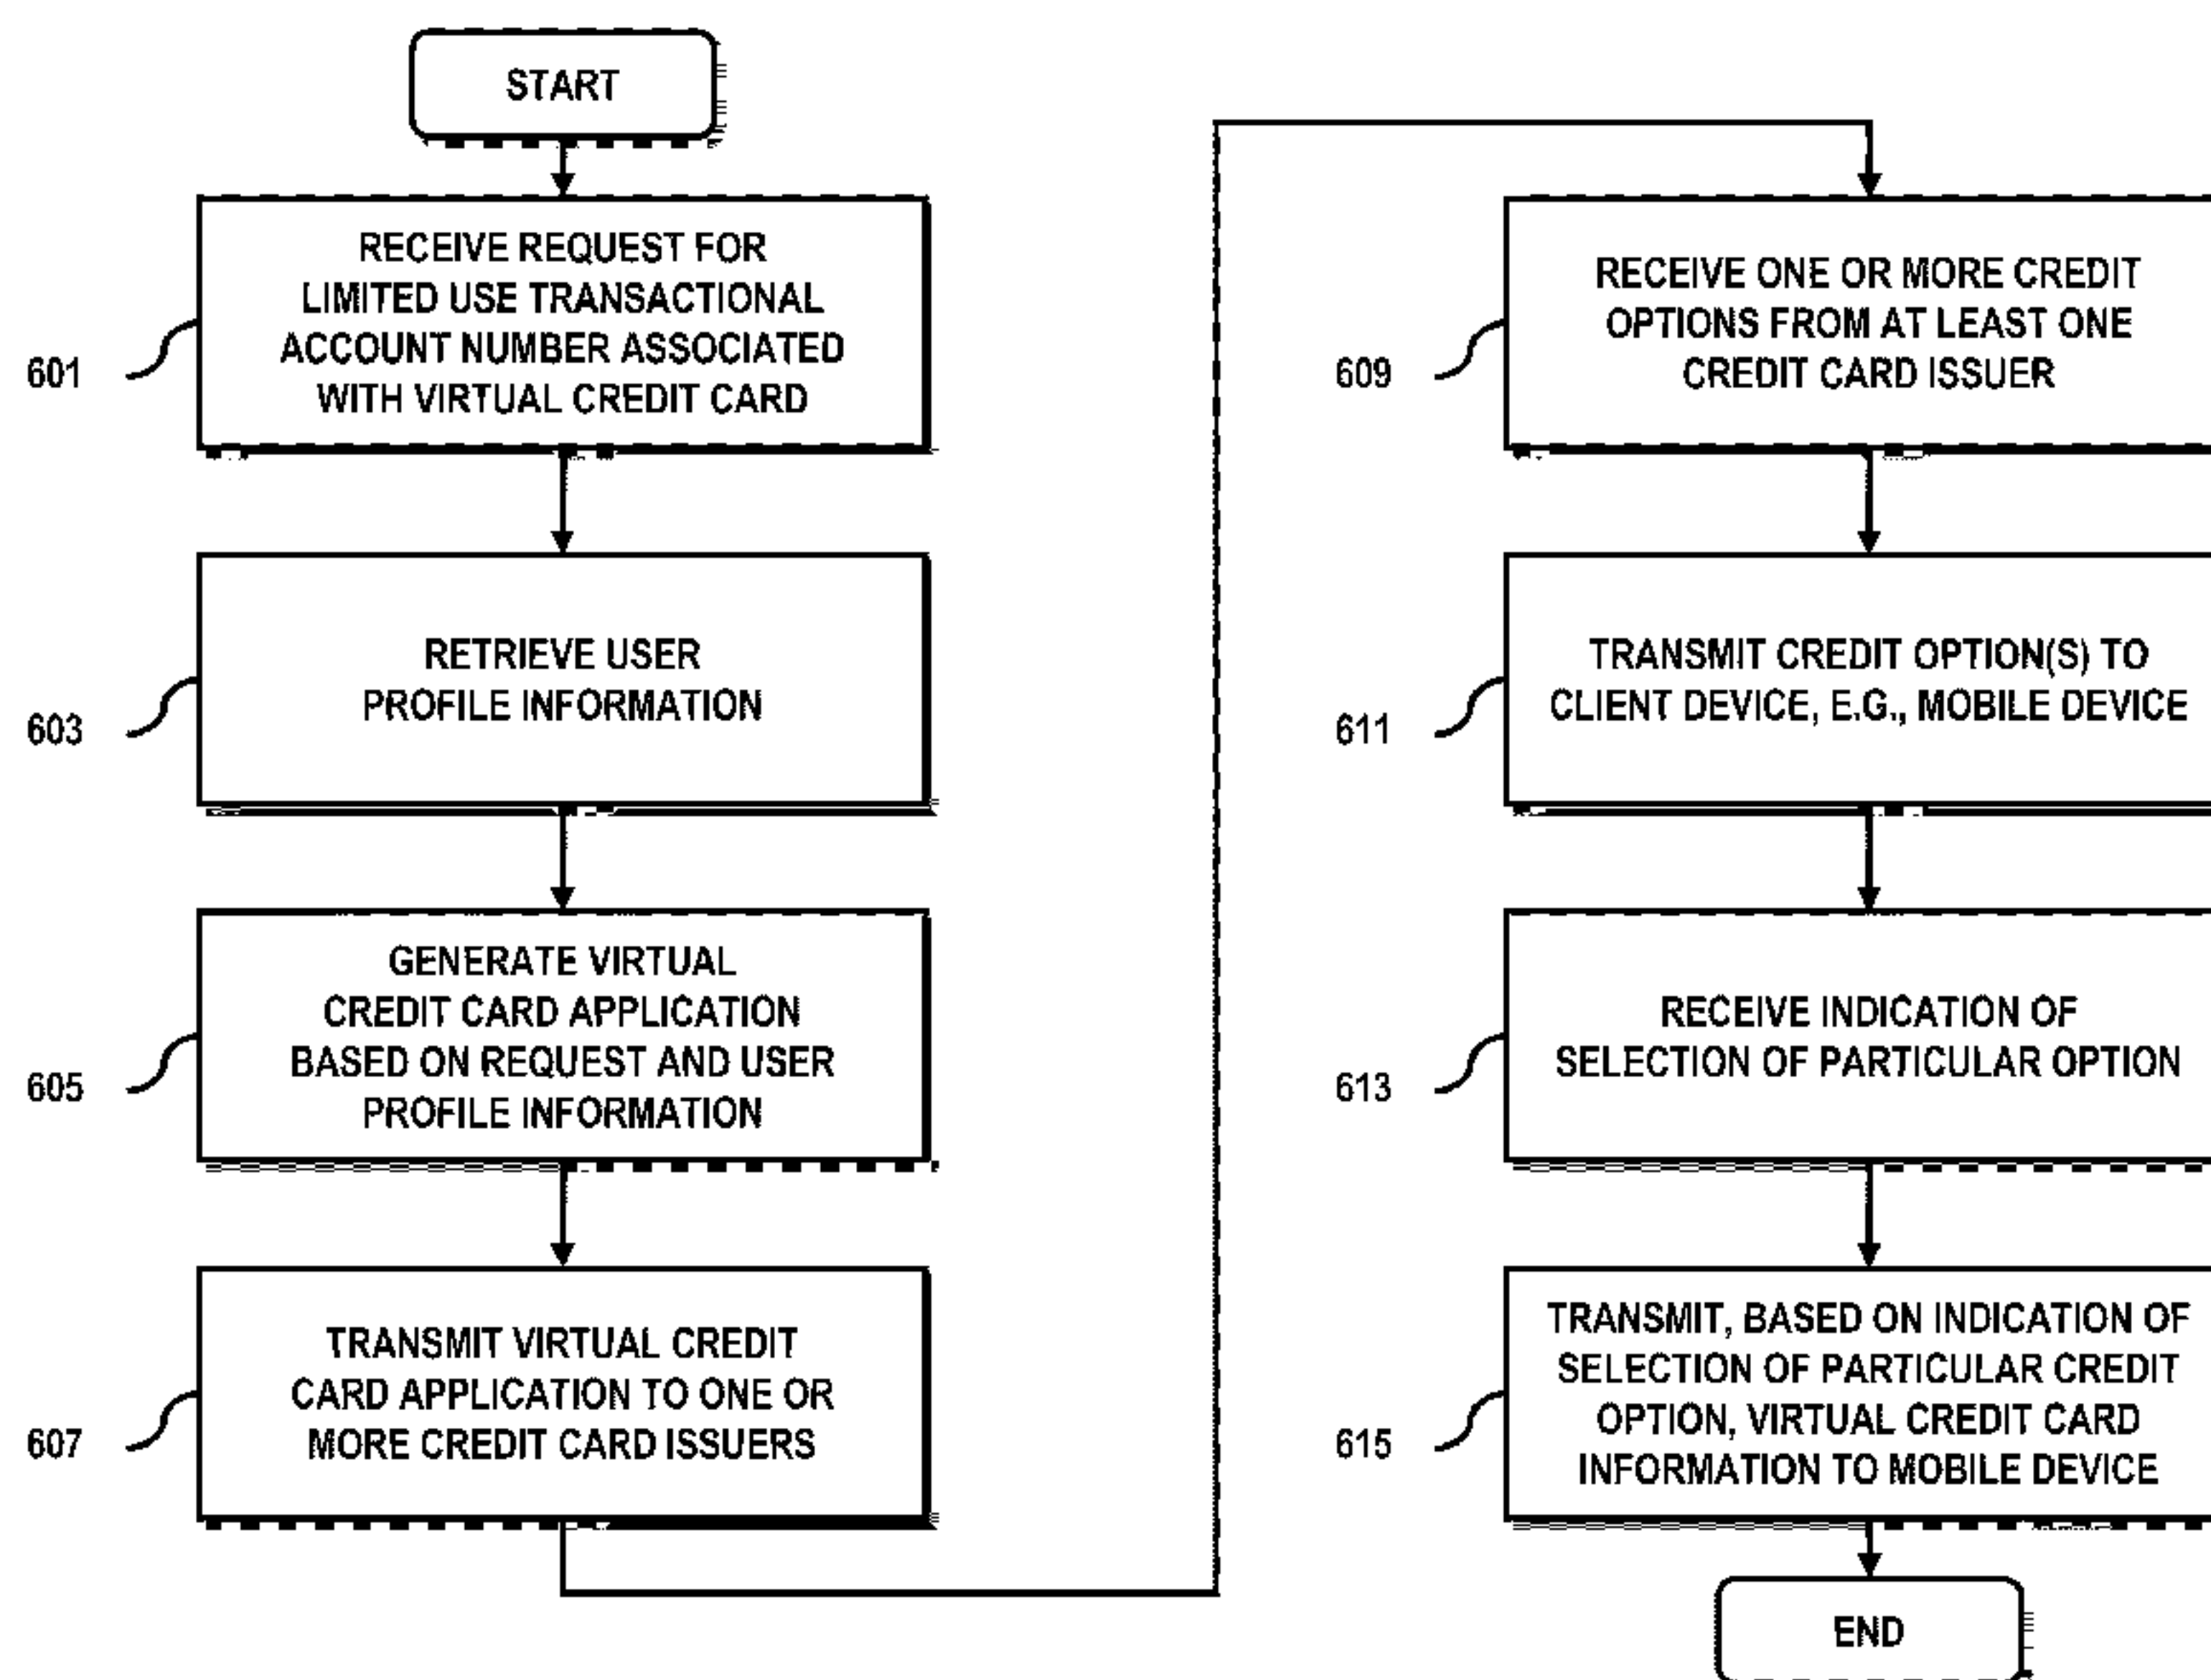 START
RECEIVE REQUEST FOR
LIMITED USE TRANSACTIONAL
ACCOUNT NUMBER ASSOCIATED
WITH VIRTUAL CREDIT CARD
601
RETRIEVE USER
PROFILE INFORMATION
603
GENERATE VIRTUAL
CREDIT CARD APPLICATION
BASED ON REQUEST AND USER
PROFILE INFORMATION
605
TRANSMIT VIRTUAL CREDIT
CARD APPLICATION TO ONE OR
MORE CREDIT CARD ISSUERS
607
RECEIVE ONE OR MORE CREDIT
OPTIONS FROM AT LEAST ONE
CREDIT CARD ISSUER
609
TRANSMIT CREDIT OPTION(S) TO
CLIENT DEVICE, E.G., MOBILE DEVICE
611
RECEIVE INDICATION OF
SELECTION OF PARTICULAR OPTION
613
TRANSMIT, BASED ON INDICATION OF
SELECTION OF PARTICULAR CREDIT
OPTION, VIRTUAL CREDIT CARD
INFORMATION TO MOBILE DEVICE
615
END